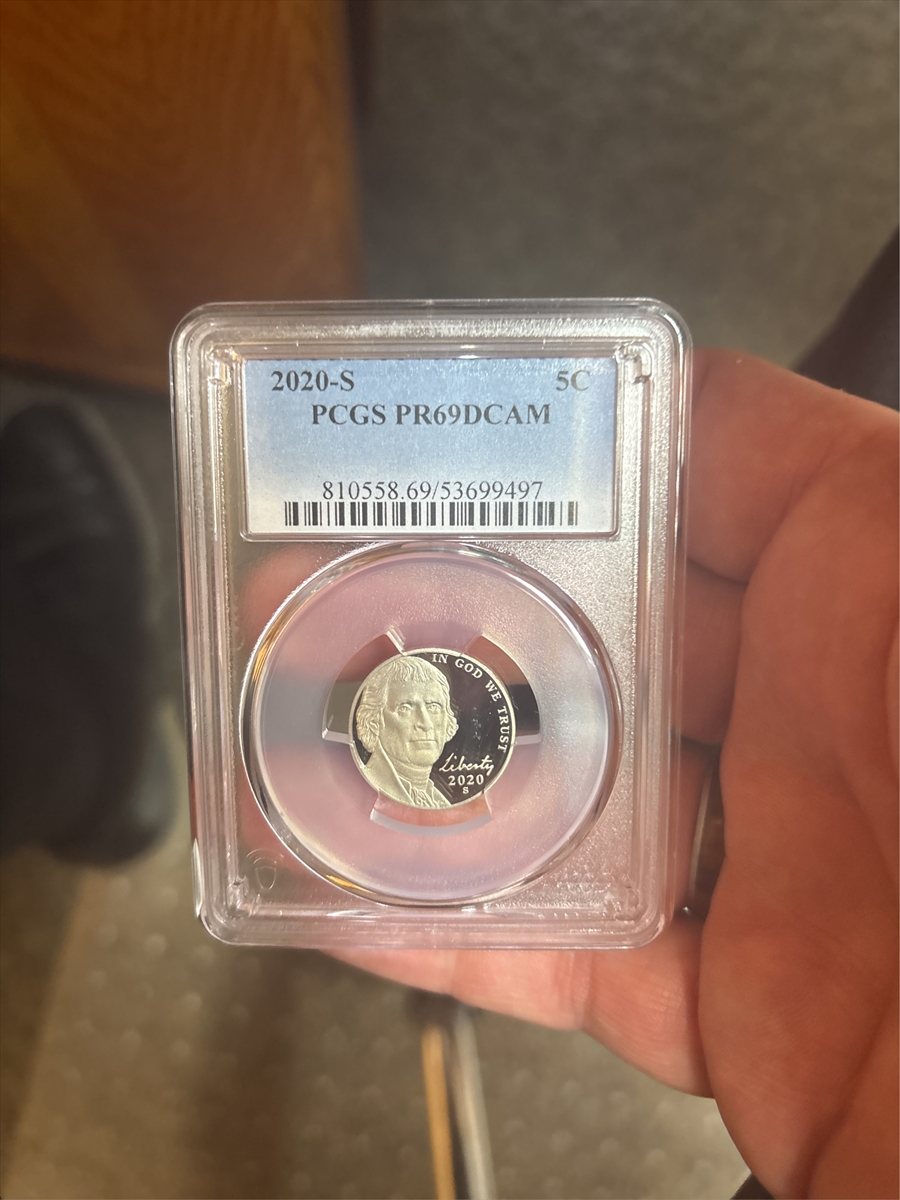 2020-S 5C
PCGS PR69DCAM
810558.69/53699497
IN GOD WE TRUST
Liberty
2020
S